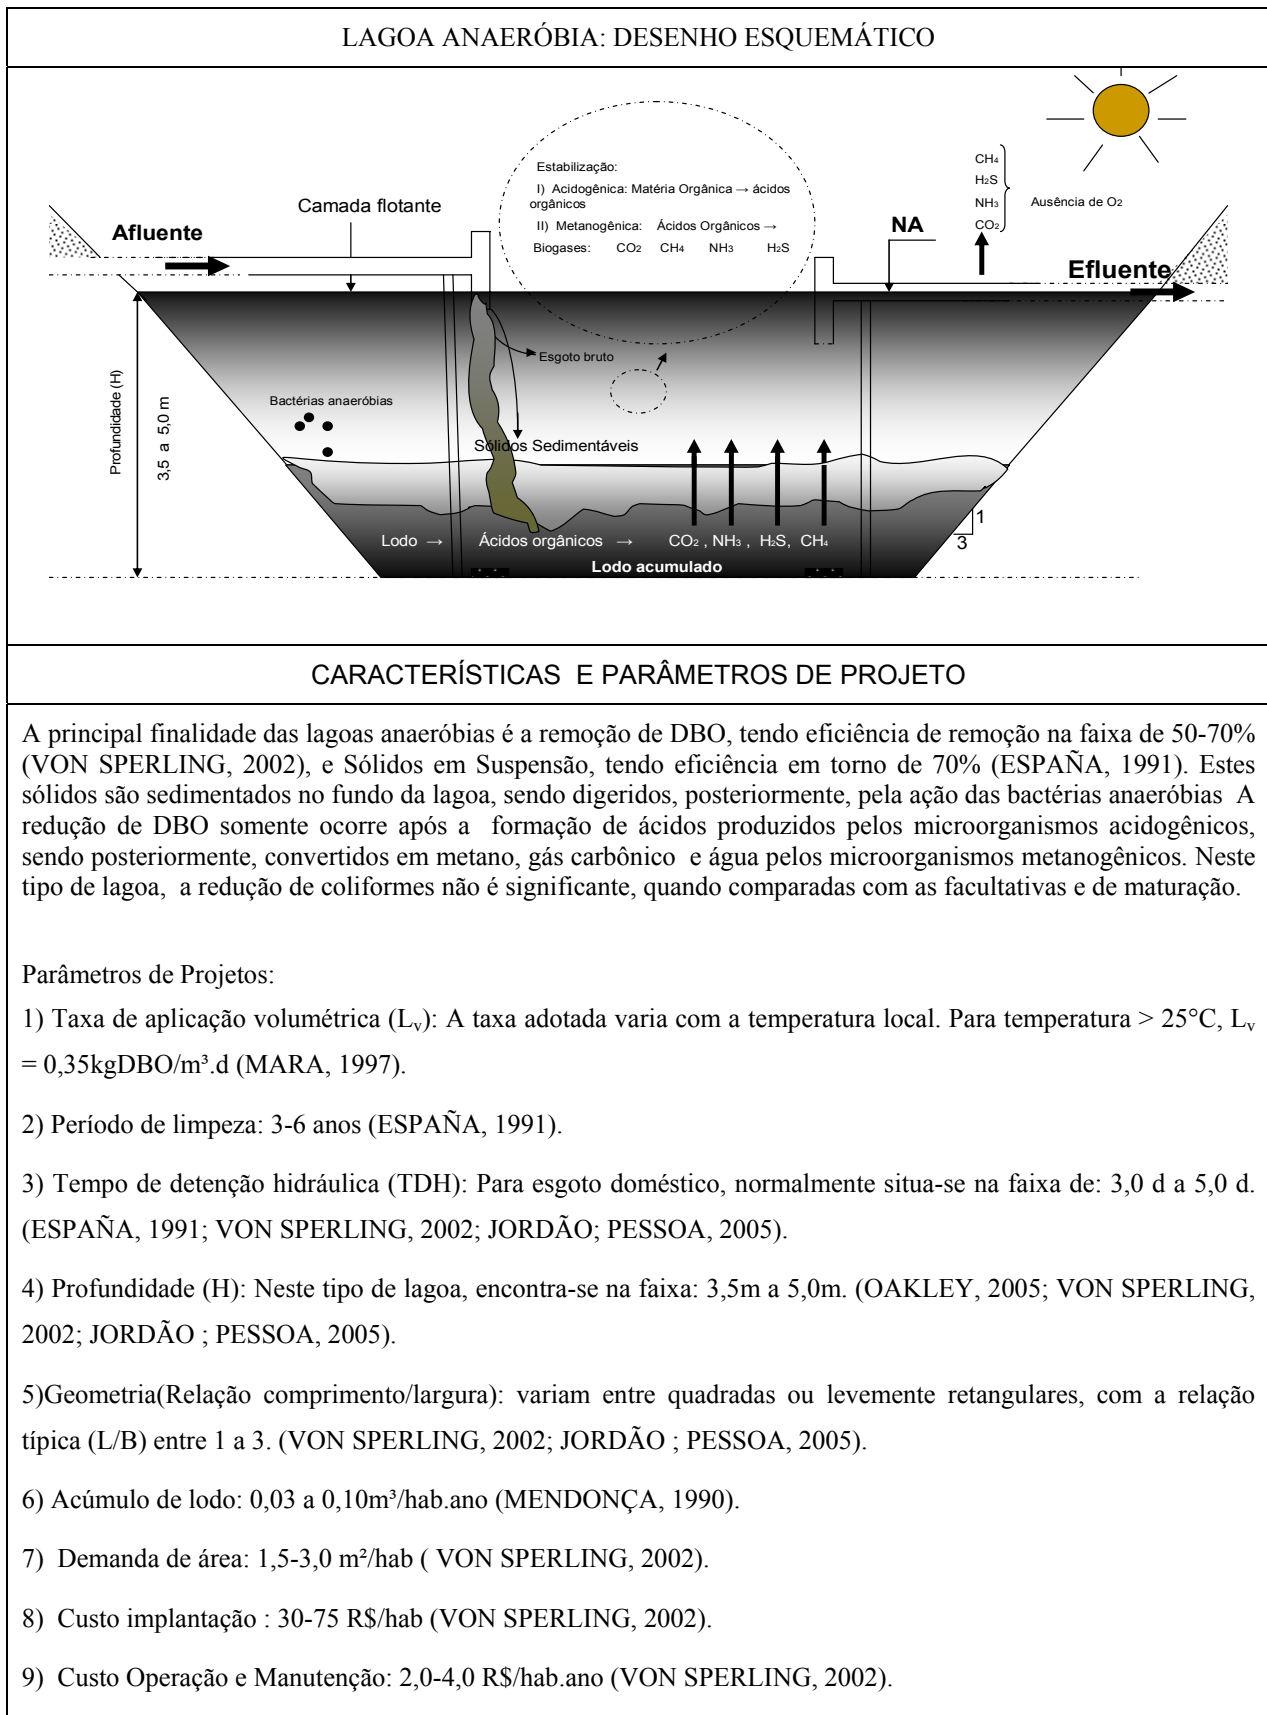 LAGOA ANAERÓBIA: DESENHO ESQUEMÁTICO
Estabilização:
I) Acidogênica: Matéria Orgânica → ácidos
orgânicos
II) Metanogênica: Ácidos Orgânicos →
Biogases: CO2 CH4 NH3 H2S
CH4
H2S
NH3
CO2
Ausência de O2
Camada flotante
Afluente
NA
Efluente
Esgoto bruto
Profundidade (H)
3,5 a 5,0 m
Bactérias anaeróbias
Sólidos Sedimentáveis
1
3
Lodo → Ácidos orgânicos → CO2 , NH3 , H2S, CH4
Lodo acumulado
CARACTERÍSTICAS E PARÂMETROS DE PROJETO
A principal finalidade das lagoas anaeróbias é a remoção de DBO, tendo eficiência de remoção na faixa de 50-70%
(VON SPERLING, 2002), e Sólidos em Suspensão, tendo eficiência em torno de 70% (ESPAÑA, 1991). Estes
sólidos são sedimentados no fundo da lagoa, sendo digeridos, posteriormente, pela ação das bactérias anaeróbias A
redução de DBO somente ocorre após a formação de ácidos produzidos pelos microorganismos acidogênicos,
sendo posteriormente, convertidos em metano, gás carbônico e água pelos microorganismos metanogênicos. Neste
tipo de lagoa, a redução de coliformes não é significante, quando comparadas com as facultativas e de maturação.
Parâmetros de Projetos:
1) Taxa de aplicação volumétrica (Lv): A taxa adotada varia com a temperatura local. Para temperatura > 25°C, Lv
= 0,35kgDBO/m³.d (MARA, 1997).
2) Período de limpeza: 3-6 anos (ESPAÑA, 1991).
3) Tempo de detenção hidráulica (TDH): Para esgoto doméstico, normalmente situa-se na faixa de: 3,0 d a 5,0 d.
(ESPAÑA, 1991; VON SPERLING, 2002; JORDÃO; PESSOA, 2005).
4) Profundidade (H): Neste tipo de lagoa, encontra-se na faixa: 3,5m a 5,0m. (OAKLEY, 2005; VON SPERLING,
2002; JORDÃO ; PESSOA, 2005).
5)Geometria(Relação comprimento/largura): variam entre quadradas ou levemente retangulares, com a relação
típica (L/B) entre 1 a 3. (VON SPERLING, 2002; JORDÃO ; PESSOA, 2005).
6) Acúmulo de lodo: 0,03 a 0,10m³/hab.ano (MENDONÇA, 1990).
7) Demanda de área: 1,5-3,0 m²/hab ( VON SPERLING, 2002).
8) Custo implantação : 30-75 R$/hab (VON SPERLING, 2002).
9) Custo Operação e Manutenção: 2,0-4,0 R$/hab.ano (VON SPERLING, 2002).